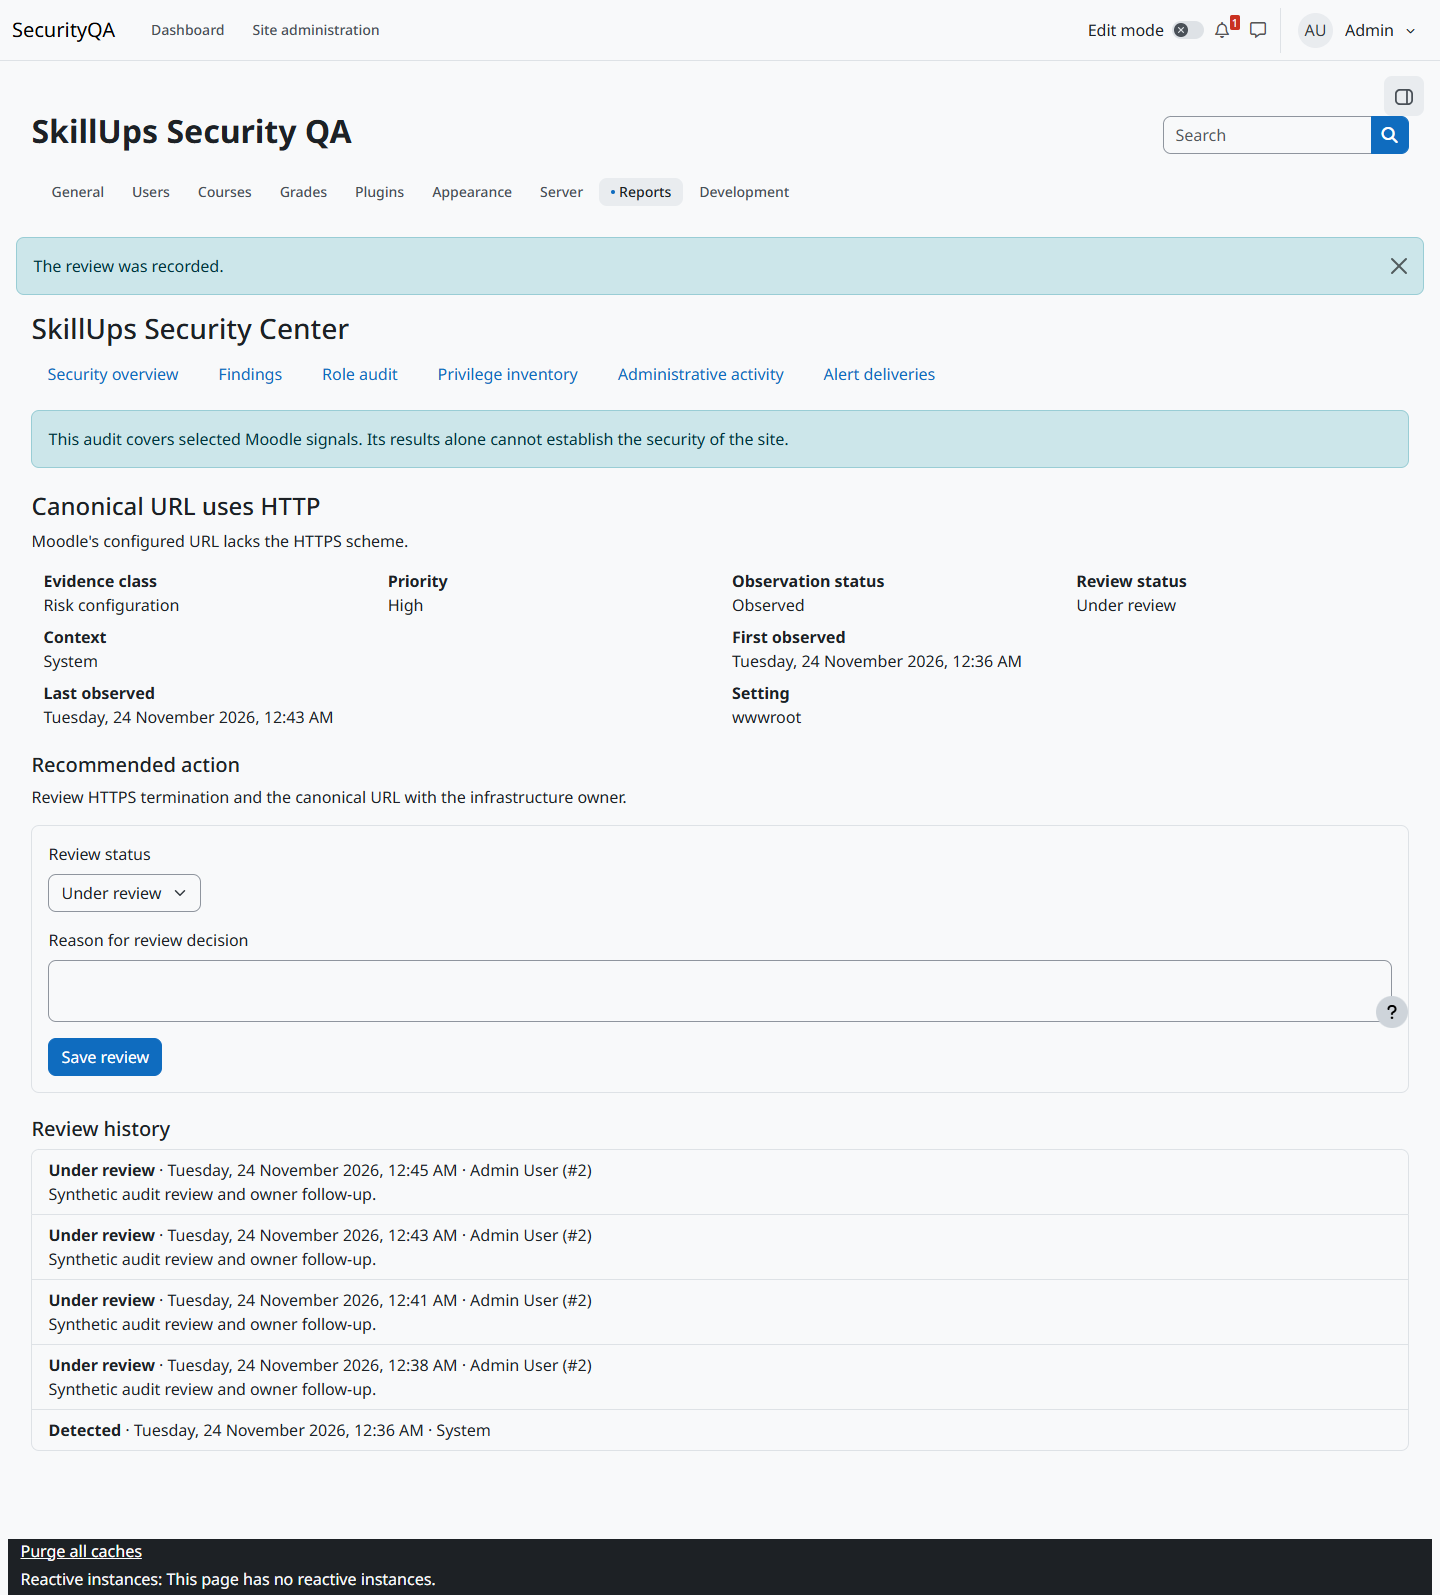 SecurityQA
Dashboard
Site administration
Edit mode
1
AU
Admin
SkillUps Security QA
Search
General
Users
Courses
Grades
Plugins
Appearance
Server
Reports
Development
The review was recorded.
SkillUps Security Center
Security overview
Findings
Role audit
Privilege inventory
Administrative activity
Alert deliveries
This audit covers selected Moodle signals. Its results alone cannot establish the security of the site.
Canonical URL uses HTTP
Moodle's configured URL lacks the HTTPS scheme.
Evidence class
Risk configuration
Priority
High
Observation status
Observed
Review status
Under review
Context
System
First observed
Tuesday, 24 November 2026, 12:36 AM
Last observed
Tuesday, 24 November 2026, 12:43 AM
Setting
wwwroot
Recommended action
Review HTTPS termination and the canonical URL with the infrastructure owner.
Review status
Under review
Reason for review decision
?
Save review
Review history
Under review · Tuesday, 24 November 2026, 12:45 AM · Admin User (#2)
Synthetic audit review and owner follow-up.
Under review · Tuesday, 24 November 2026, 12:43 AM · Admin User (#2)
Synthetic audit review and owner follow-up.
Under review · Tuesday, 24 November 2026, 12:41 AM · Admin User (#2)
Synthetic audit review and owner follow-up.
Under review · Tuesday, 24 November 2026, 12:38 AM · Admin User (#2)
Synthetic audit review and owner follow-up.
Detected · Tuesday, 24 November 2026, 12:36 AM · System
Purge all caches
Reactive instances: This page has no reactive instances.